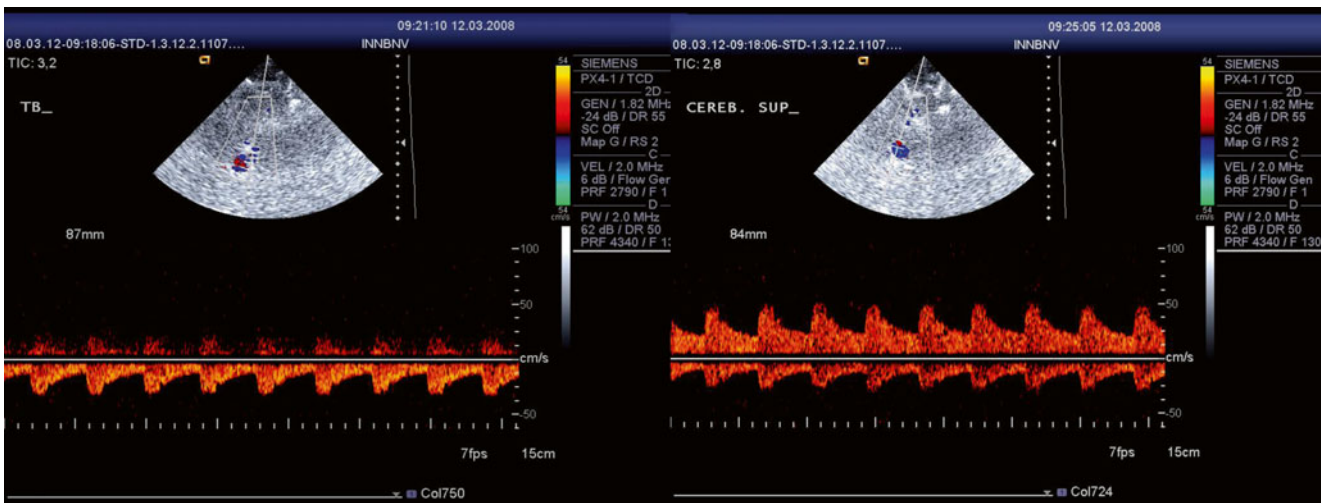 09:21:10 12.03.2008
08.03.12-09:18:06-STD-1.3.12.2.1107....
INNBNV
TIC: 3,2
TB_
54
54
cm/s
SIEMENS
PX4-1 / TCD
2D
GEN / 1.82 MHz
-24 dB / DR 55
SC Off
Map G / RS 2
C
VEL / 2.0 MHz
6 dB / Flow Gen
PRF 2790 / F 1
D
PW / 2.0 MHz
62 dB / DR 50
PRF 4340 / F 13
87mm
-100
-50
-cm/s
-50
7fps 15cm
Col750
09:25:05 12.03.2008
08.03.12-09:18:06-STD-1.3.12.2.1107....
INNBNV
TIC: 2,8
CEREB. SUP_
54
54
cm/s
SIEMENS
PX4-1 / TCD
2D
GEN / 1.82 MHz
-24 dB / DR 55
SC Off
Map G / RS 2
C
VEL / 2.0 MHz
6 dB / Flow Gen
PRF 2790 / F 1
D
PW / 2.0 MHz
62 dB / DR 50
PRF 4340 / F 130
84mm
-100
-50
-cm/s
-50
7fps 15cm
Col724